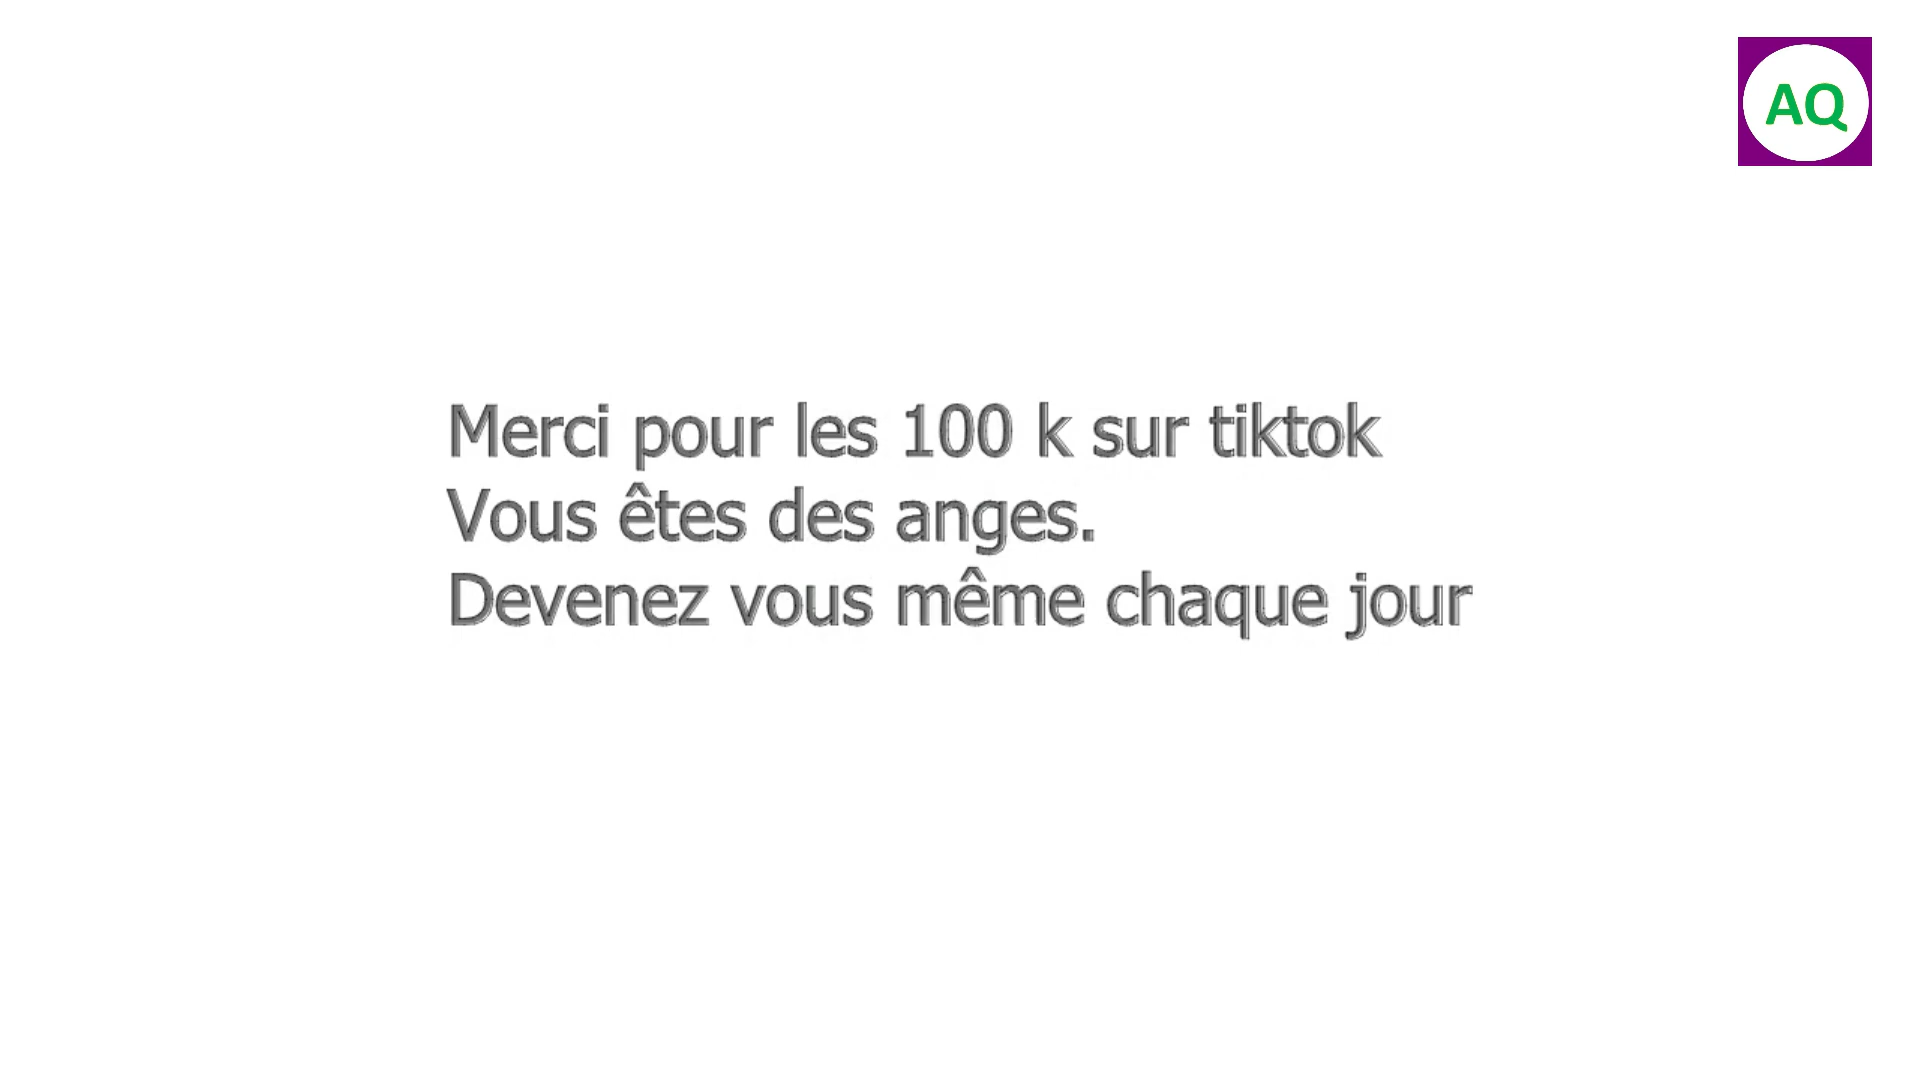 AQ
Merci pour les 100 k sur tiktok
Vous êtes des anges.
Devenez vous même chaque jour